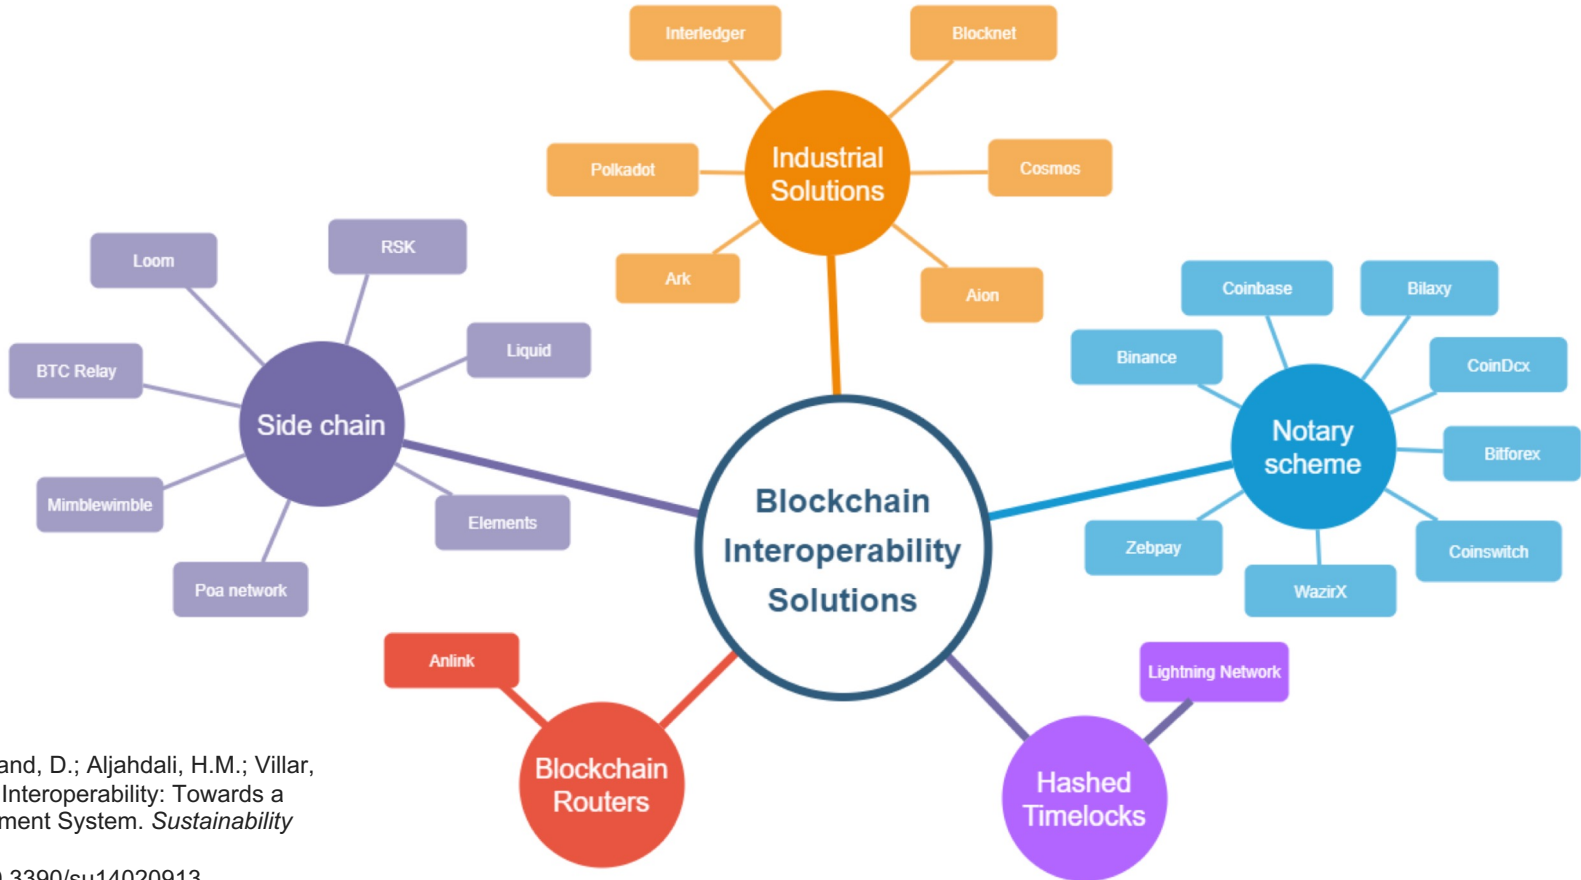 Interledger
Blocknet
Industrial
Solutions
Polkadot
Cosmos
Ark
Aion
Loom
RSK
BTC Relay
Liquid
Side chain
Mimblewimble
Elements
Poa network
Coinbase
Bilaxy
Binance
CoinDcx
Notary
scheme
Bitforex
Zebpay
Coinswitch
WazirX
Blockchain
Interoperability
Solutions
Anlink
Blockchain
Routers
Lightning Network
Hashed
Timelocks
and, D.; Aljahdali, H.M.; Villar,
Interoperability: Towards a
ment System. Sustainability
3390/su14020913